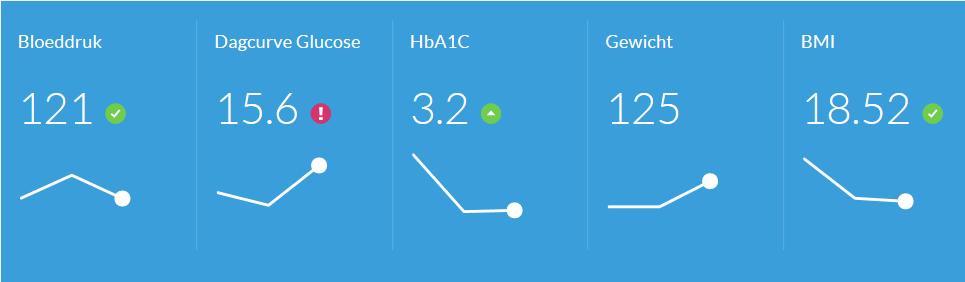 Bloeddruk
121
Dagcurve Glucose
15.6
HbA1C
3.2
Gewicht
125
BMI
18.52